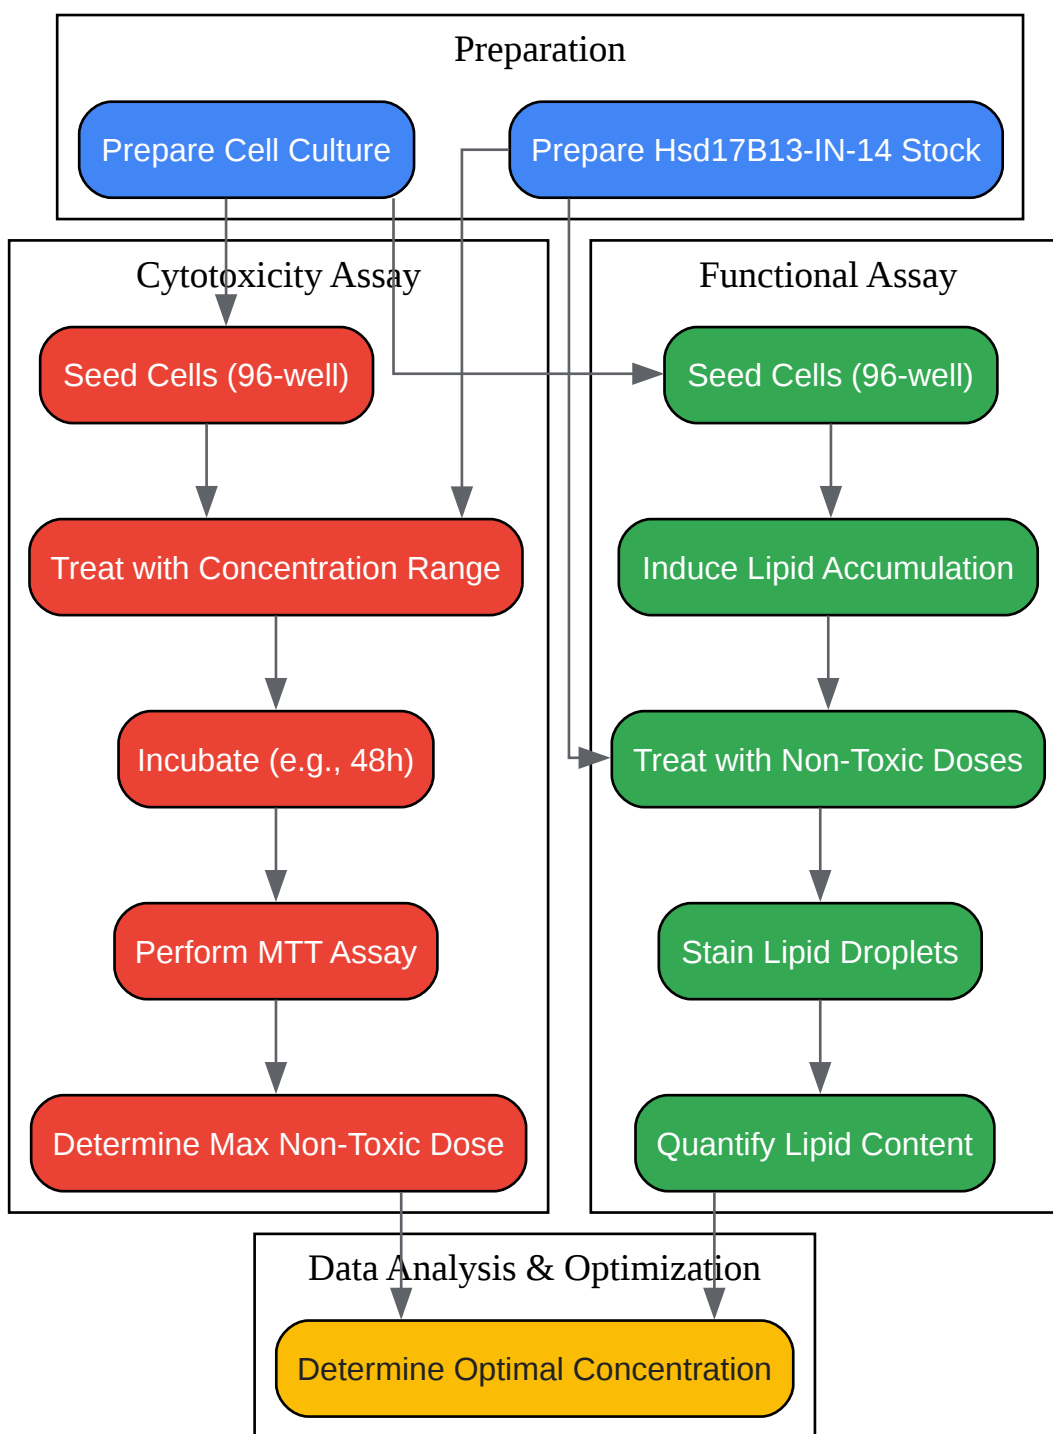 Preparation
Prepare Cell Culture
Prepare Hsd17B13-IN-14 Stock
Cytotoxicity Assay
Seed Cells (96-well)
Treat with Concentration Range
Incubate (e.g., 48h)
Perform MTT Assay
Determine Max Non-Toxic Dose
Functional Assay
Seed Cells (96-well)
Induce Lipid Accumulation
Treat with Non-Toxic Doses
Stain Lipid Droplets
Quantify Lipid Content
Data Analysis & Optimization
Determine Optimal Concentration